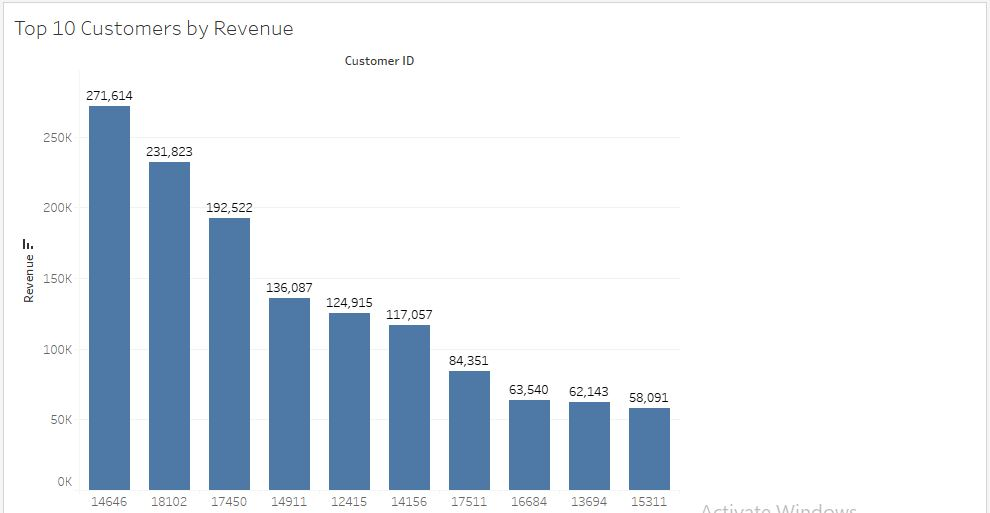 Top 10 Customers by Revenue
Customer ID
271,614
231,823
192,522
136,087
124,915
117,057
84,351
63,540
62,143
58,091
250K
200K
150K
100K
50K
0K
Revenue
14646 18102 17450 14911 12415 14156 17511 16684 13694 15311
Activate Windows